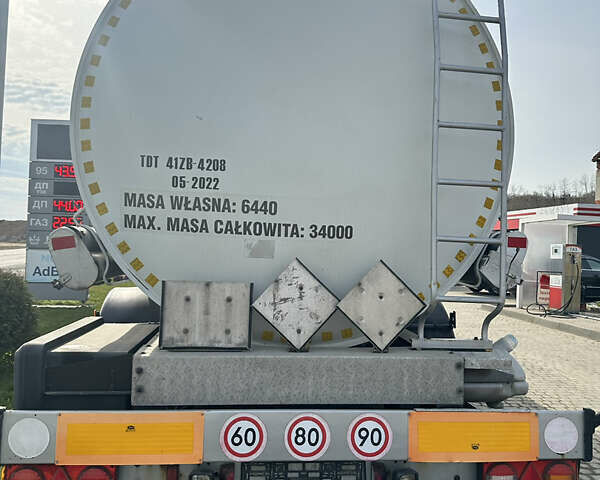 TDT 41ZB-4208
05-2022
MASA WŁASNA: 6440
MAX. MASA CAŁKOWITA: 34000
95
ДП
ДП
ГАЗ
AdB
60 80 90